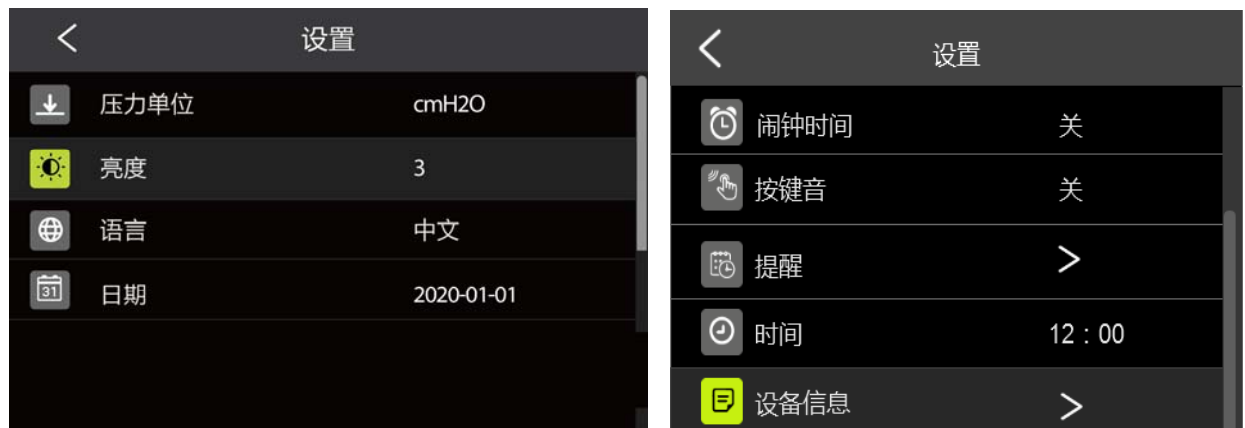 设置
压力单位 cmH2O
亮度 3
语言 中文
31 日期 2020-01-01
设置
闹钟时间 关
按键音 关
提醒 >
时间 12：00
设备信息 >